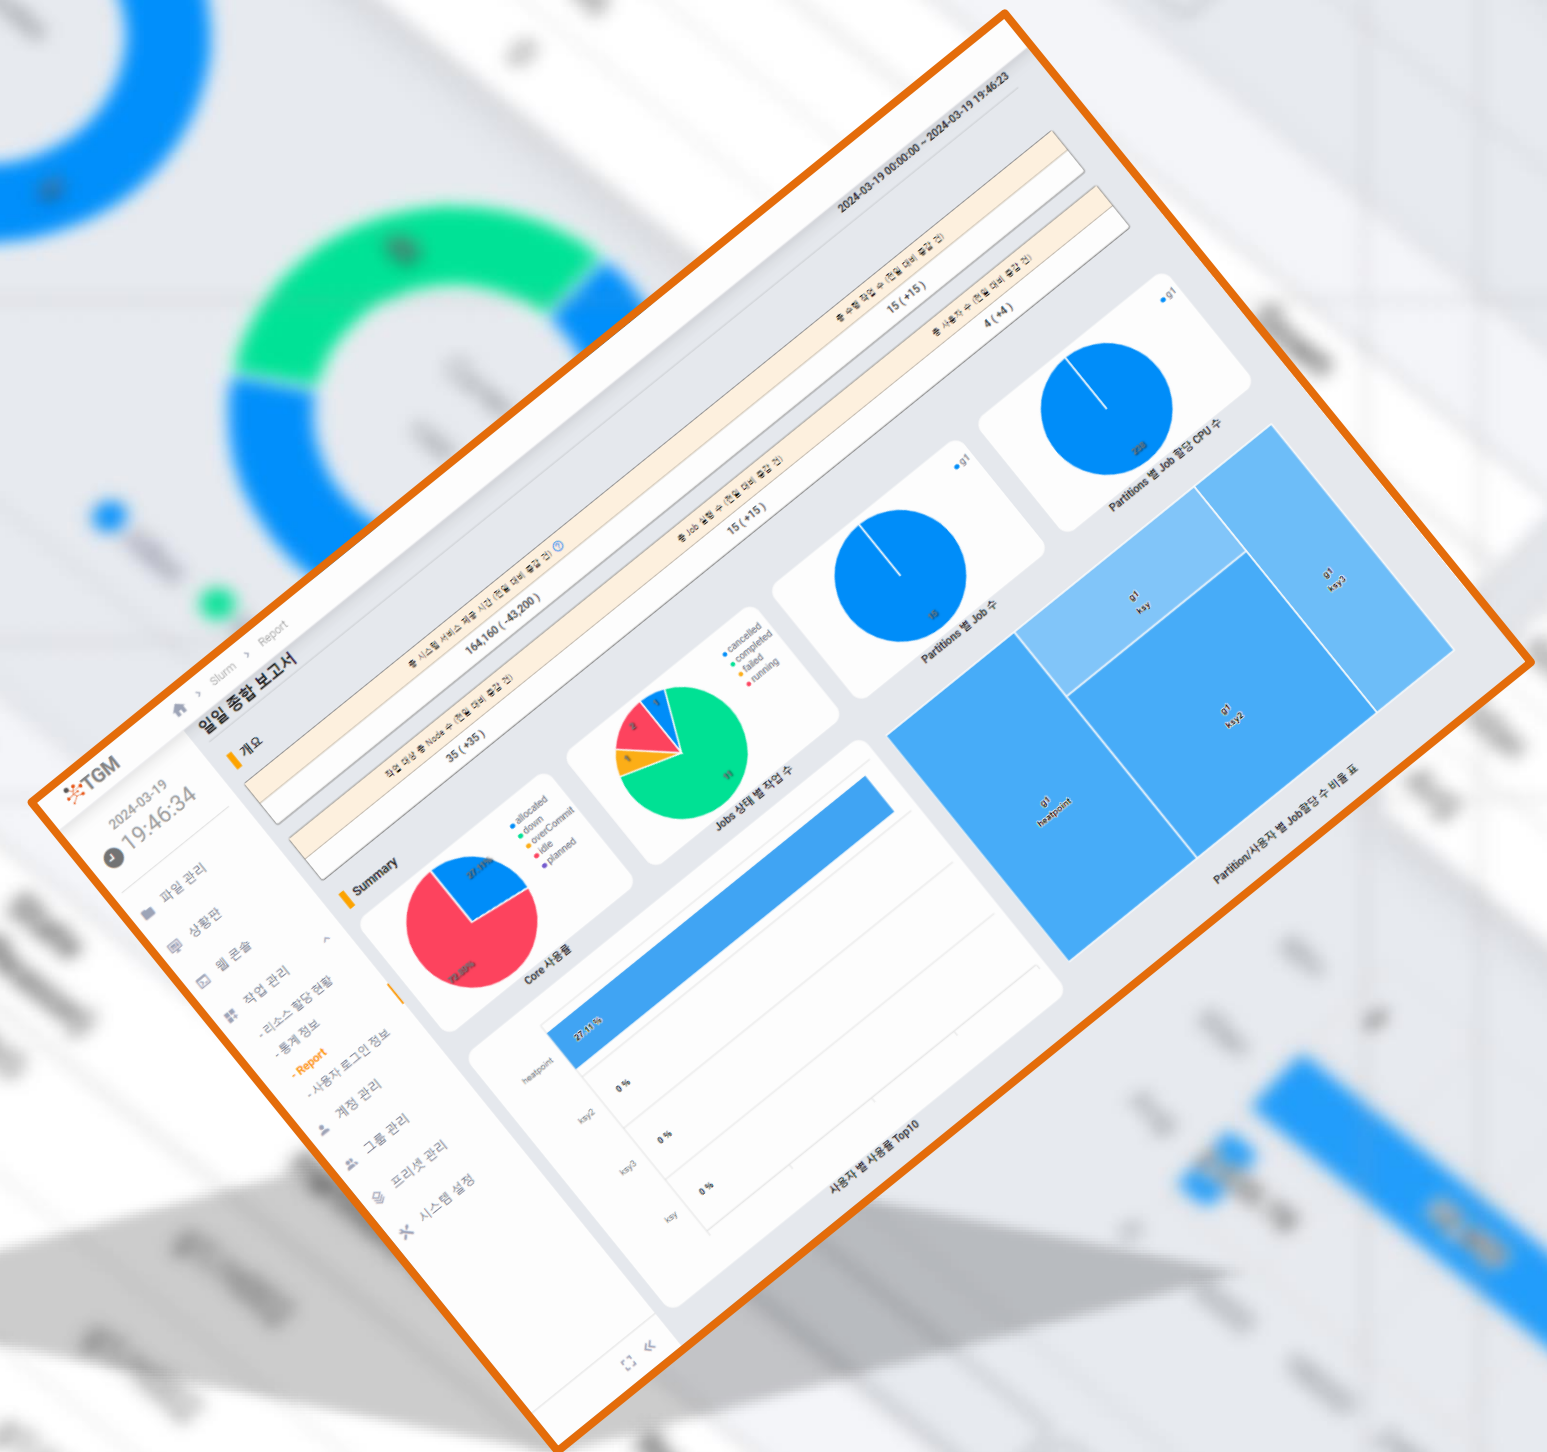 TGM
Slurm
Report
2024-03-19
19:46:34
파일 관리
상황판
웹 콘솔
작업 관리
- 리소스 할당 현황
- 통계 정보
- Report
- 사용자 로그인 정보
계정 관리
그룹 관리
프리셋 관리
시스템 설정
일일 종합 보고서
2024-03-19 00:00:00 ~ 2024-03-19 19:46:23
개요
총 시스템 서비스 제공 시간 (전월 대비 증감 건)
총 수행 작업 수 (전월 대비 증감 건)
164,160 ( -43,200 )
15 ( +15 )
작업 대상 총 Node 수 (전월 대비 증감 건)
총 Job 실행 수 (전월 대비 증감 건)
총 사용자 수 (전월 대비 증감 건)
35 ( +35 )
15 ( +15 )
4 ( +4 )
Summary
allocated
down
overCommit
idle
planned
Core 사용률
cancelled
completed
failed
running
Jobs 상태 별 작업 수
g1
Partitions 별 Job 수
g1
Partitions 별 Job 할당 CPU 수
heatpoint
27.11 %
ksy2
0 %
ksy3
0 %
ksy
0 %
사용자 별 사용률 Top10
g1
heatpoint
g1
ksy
g1
ksy2
g1
ksy3
Partition/사용자 별 Job할당 수 비율 표